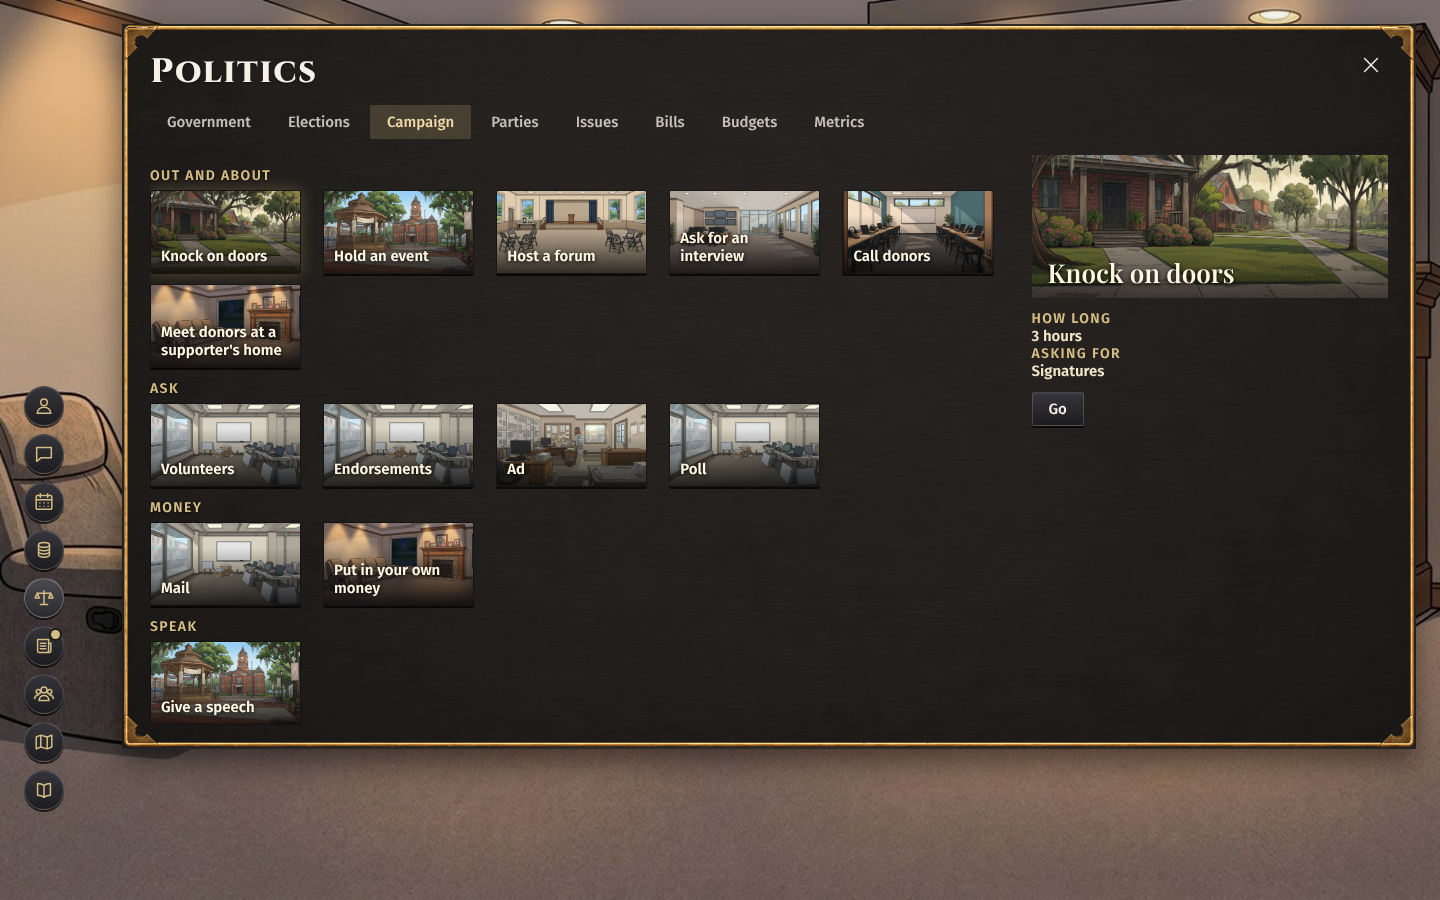 Politics
Government
Elections
Campaign
Parties
Issues
Bills
Budgets
Metrics
OUT AND ABOUT
Knock on doors
Hold an event
Host a forum
Ask for an
interview
Call donors
Meet donors at a
supporter's home
ASK
Volunteers
Endorsements
Ad
Poll
MONEY
Mail
Put in your own
money
SPEAK
Give a speech
Knock on doors
HOW LONG
3 hours
ASKING FOR
Signatures
Go